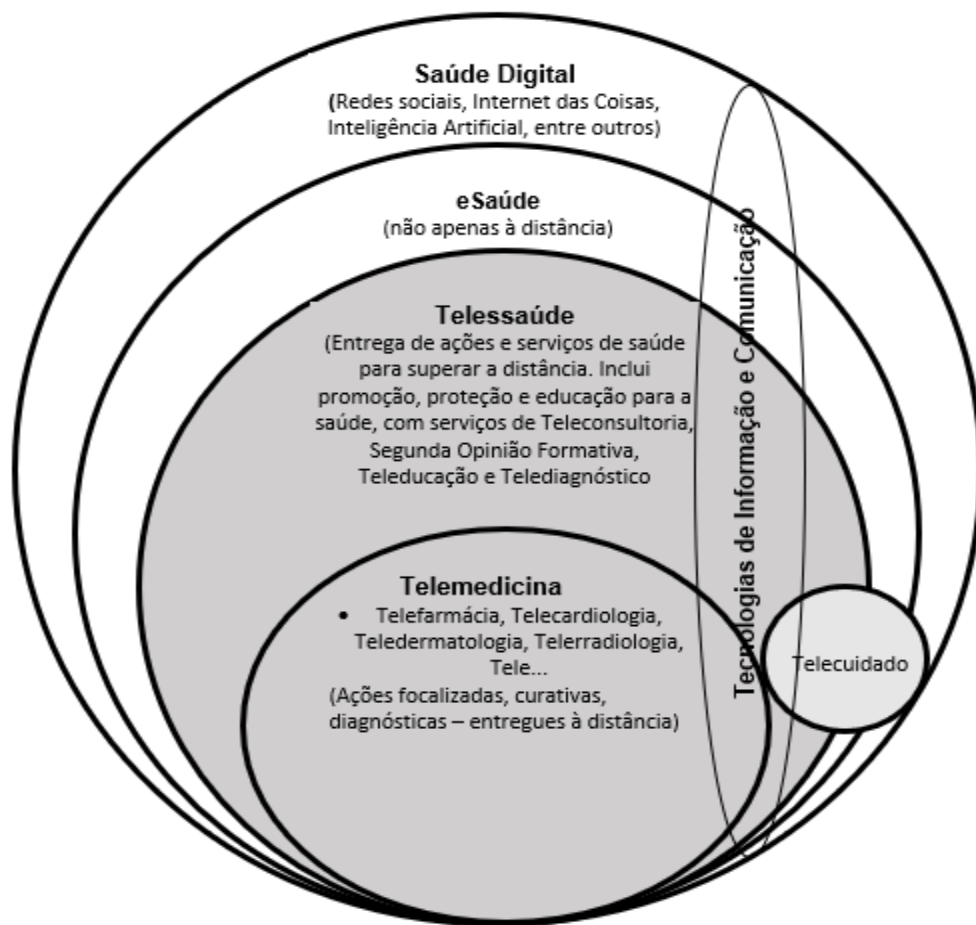 Saúde Digital
(Redes sociais, Internet das Coisas,
Inteligência Artificial, entre outros)
eSaúde
(não apenas à distância)
Telessaúde
(Entrega de ações e serviços de saúde
para superar a distância. Inclui
promoção, proteção e educação para a
saúde, com serviços de Teleconsultoria,
Segunda Opinião Formativa,
Teleducação e Telediagnóstico
Telemedicina
• Telefarmácia, Telecardiologia,
Teledermatologia, Telerradiologia,
Tele...
(Ações focalizadas, curativas,
diagnósticas – entregues à distância)
Tecnologias de Informação e Comunicação
Telecuidado